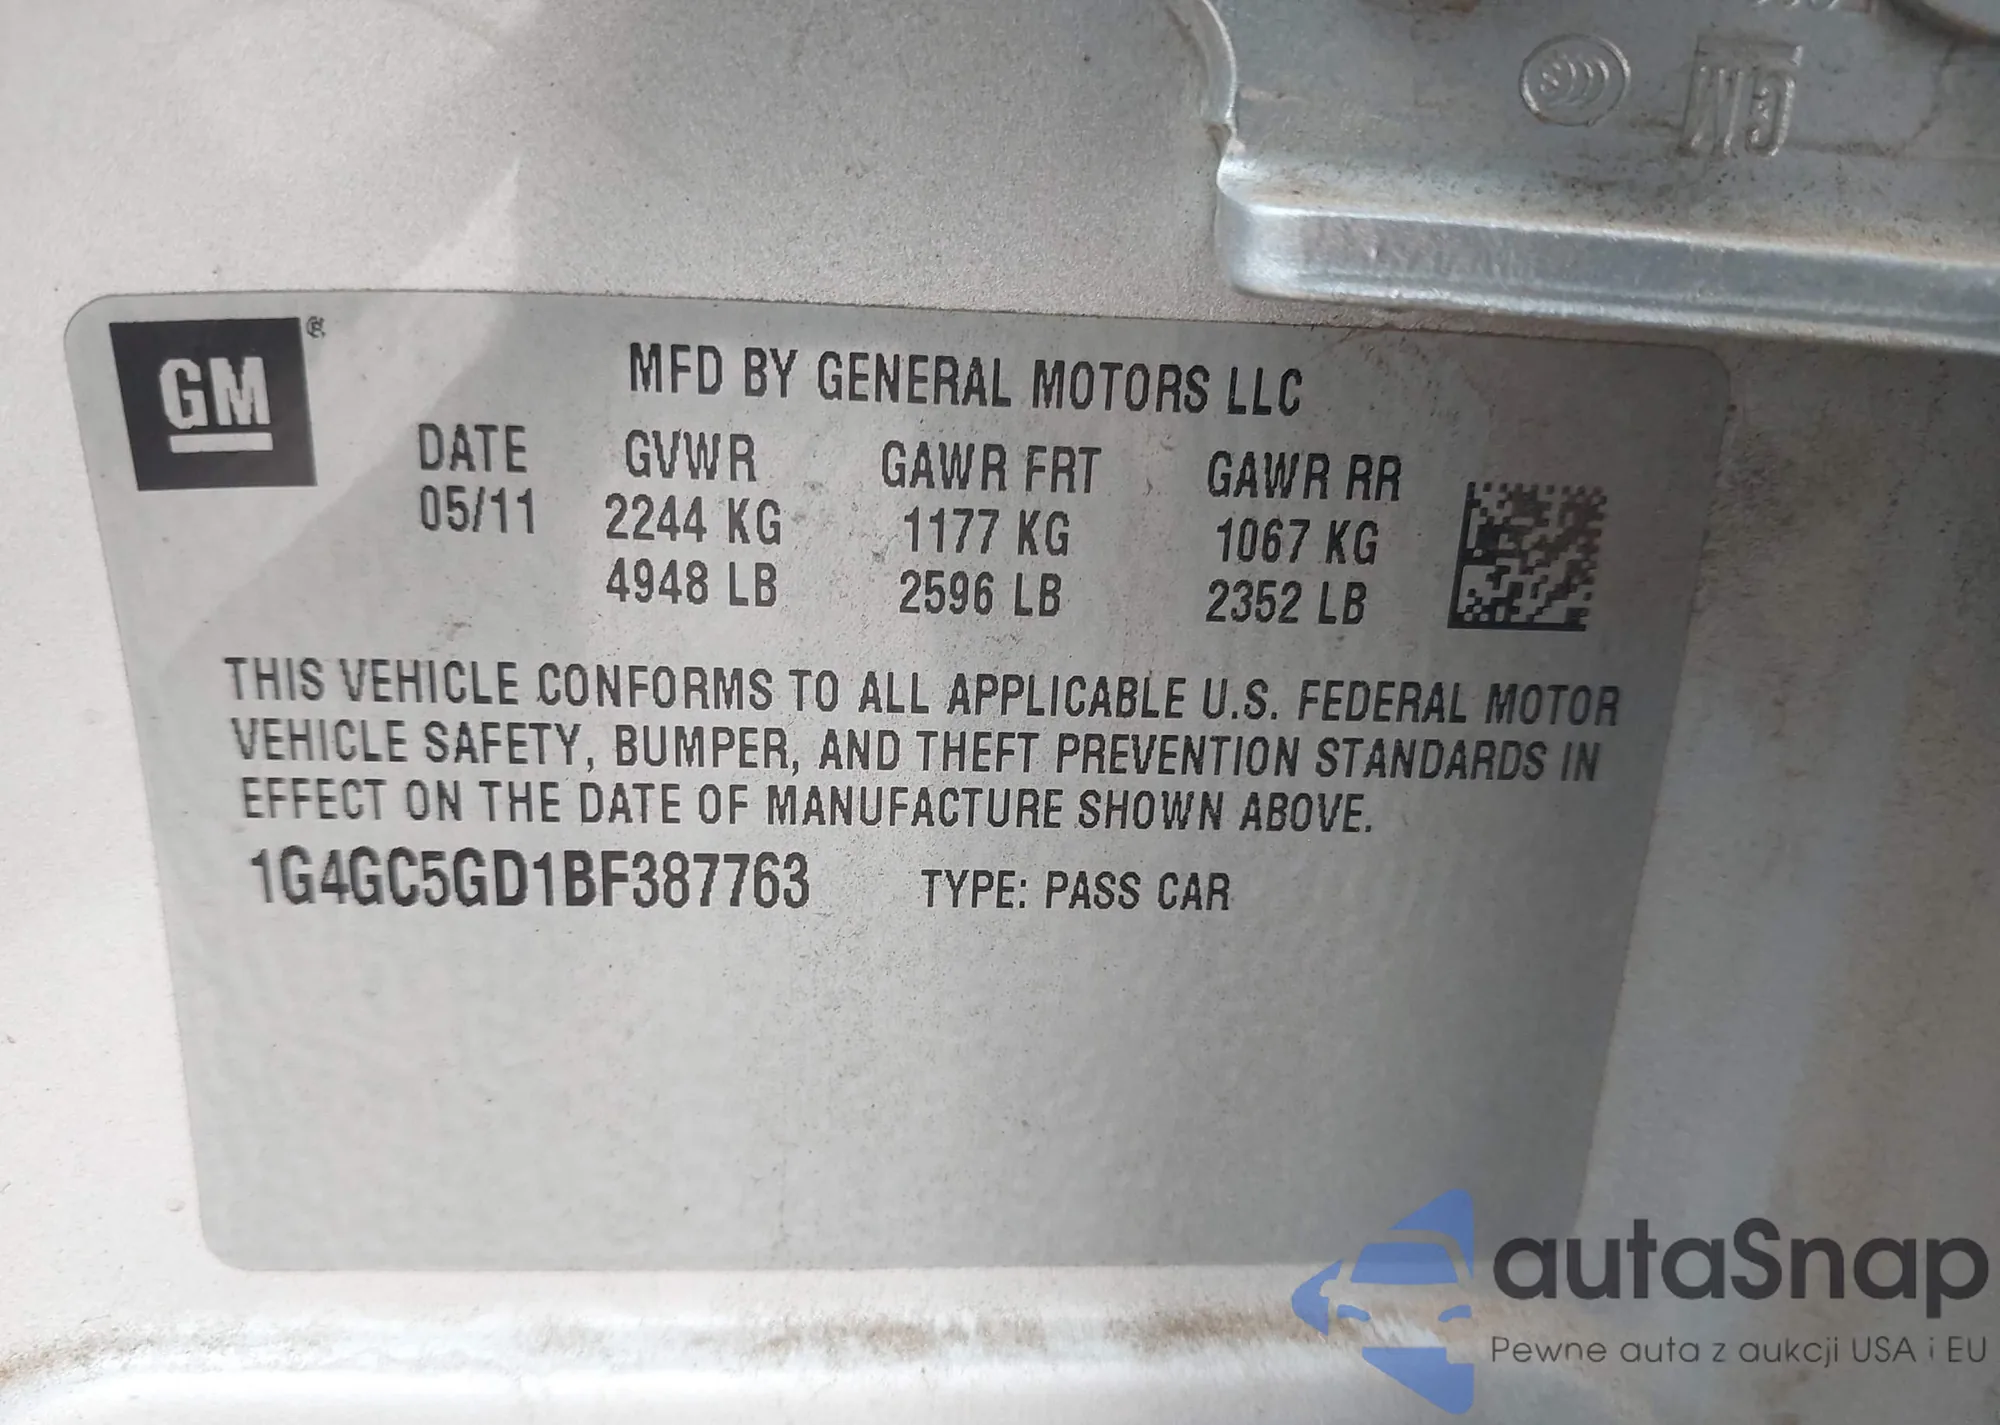 GM
GM
MFD BY GENERAL MOTORS LLC
DATE GVWR GAWR FRT GAWR RR
05/11 2244 KG 1177 KG 1067 KG
4948 LB 2596 LB 2352 LB
THIS VEHICLE CONFORMS TO ALL APPLICABLE U.S. FEDERAL MOTOR
VEHICLE SAFETY, BUMPER, AND THEFT PREVENTION STANDARDS IN
EFFECT ON THE DATE OF MANUFACTURE SHOWN ABOVE.
1G4GC5GD1BF387763 TYPE: PASS CAR
autaSnap
Pewne auta z aukcji USA i EU